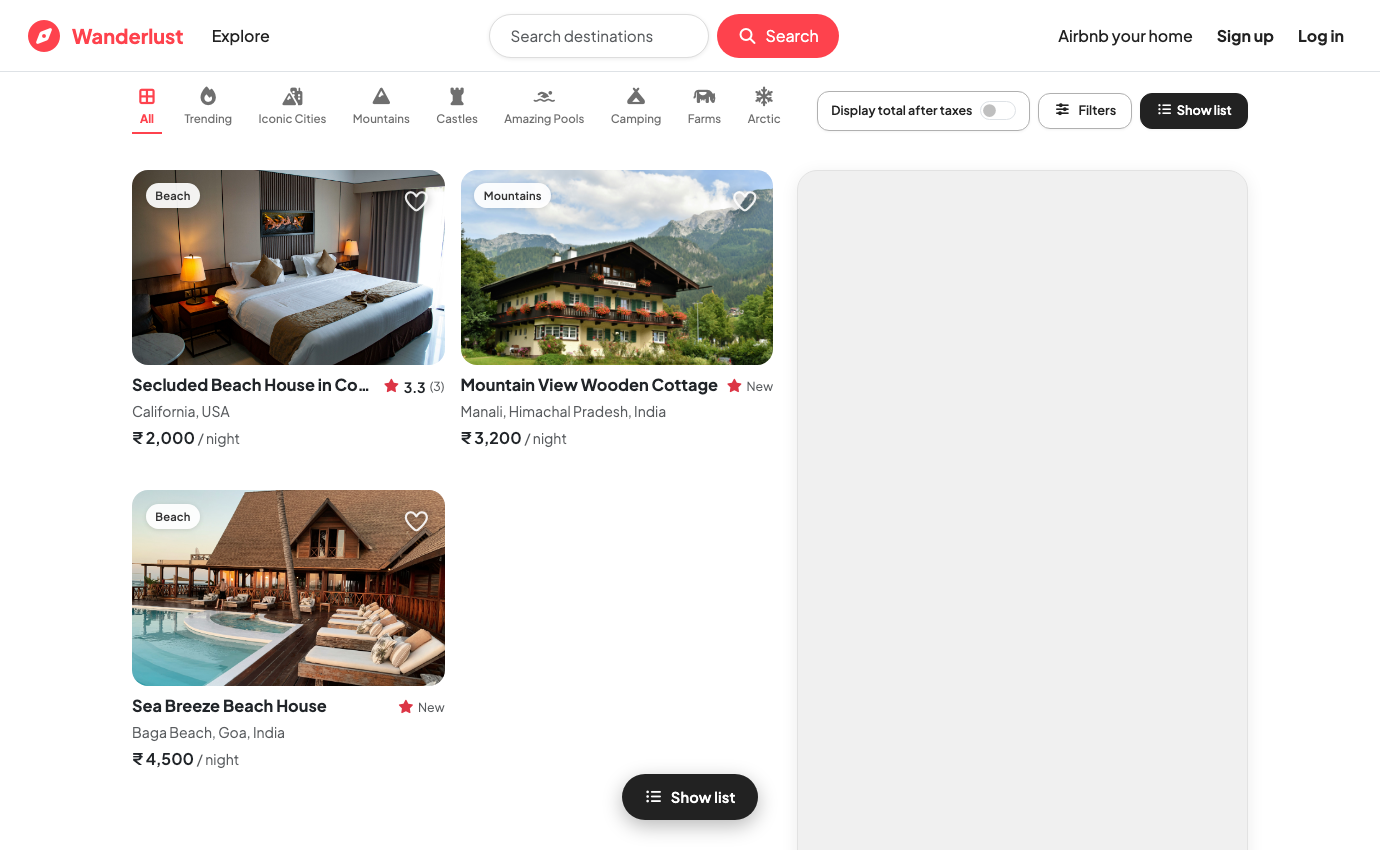 Wanderlust
Explore
Search destinations
Search
Airbnb your home
Sign up
Log in
All
Trending
Iconic Cities
Mountains
Castles
Amazing Pools
Camping
Farms
Arctic
Display total after taxes
Filters
Show list
Beach
Mountains
Secluded Beach House in Co...
3.3 (3)
California, USA
₹ 2,000 / night
Mountain View Wooden Cottage
New
Manali, Himachal Pradesh, India
₹ 3,200 / night
Beach
Sea Breeze Beach House
New
Baga Beach, Goa, India
₹ 4,500 / night
Show list